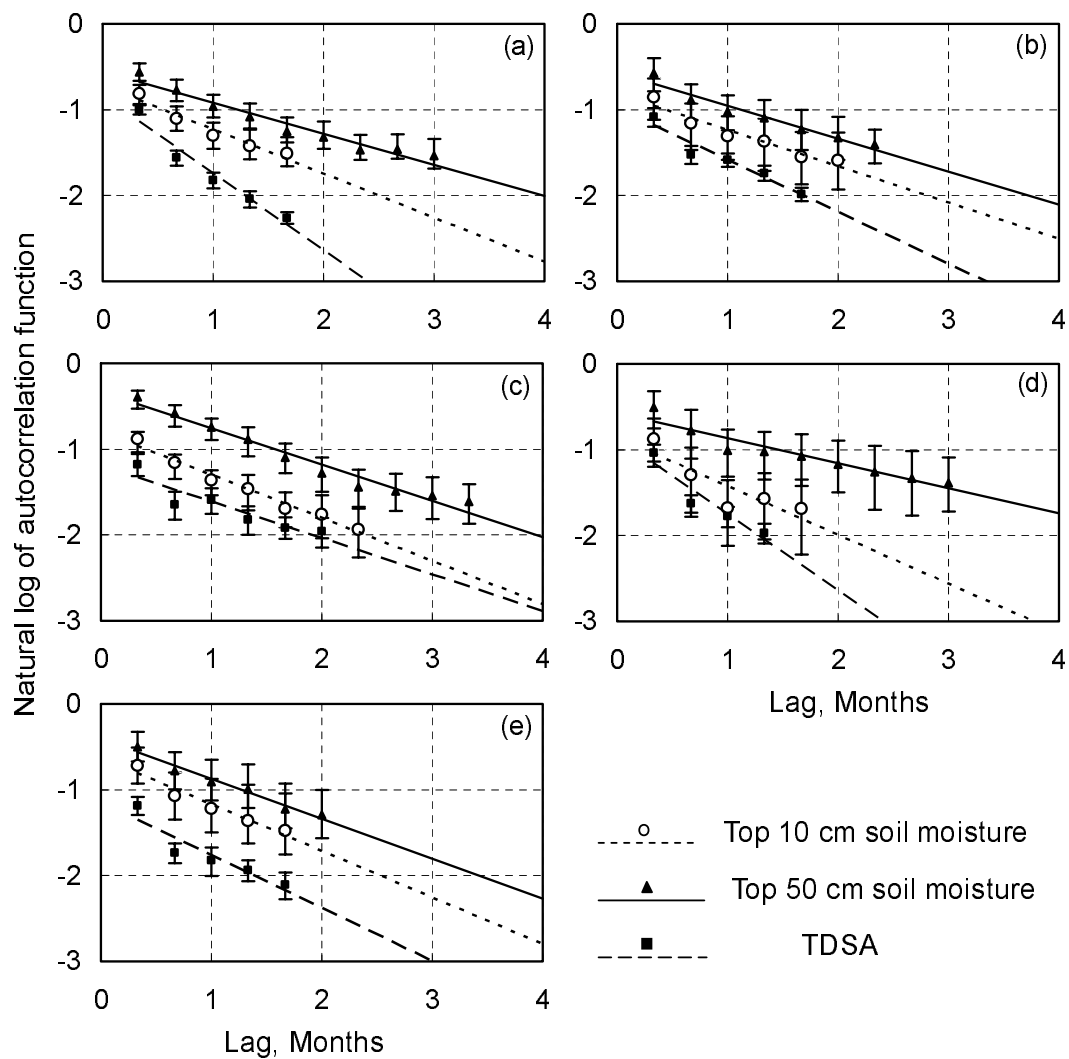 Natural log of autocorrelation function
-0
-1
-2
-3
0 1 2 3 4
(a)
-0
-1
-2
-3
0 1 2 3 4
(b)
0
-1
-2
-3
0 1 2 3 4
(c)
0
-1
-2
-3
0 1 2 3 4
(d)
Lag, Months
0
-1
-2
-3
0 1 2 3 4
(e)
Lag, Months
Top 10 cm soil moisture
Top 50 cm soil moisture
TDSA